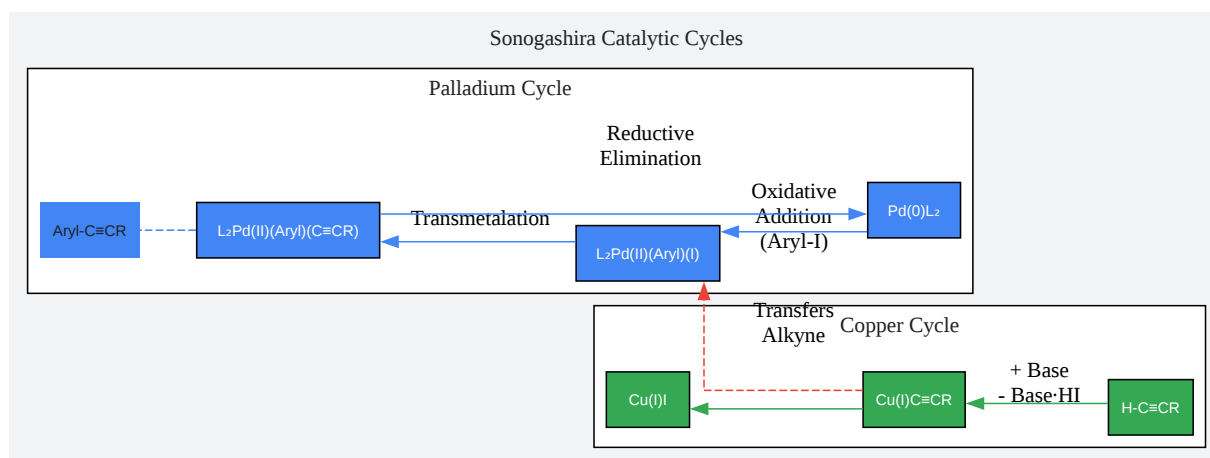 Sonogashira Catalytic Cycles
Palladium Cycle
Reductive
Elimination
Oxidative
Addition
(Aryl-I)
Pd(0)L₂
Aryl-C≡CR
L₂Pd(II)(Aryl)(C≡CR)
Transmetalation
L₂Pd(II)(Aryl)(I)
Transfers
Alkyne
Copper Cycle
Cu(I)I
Cu(I)C≡CR
+ Base
- Base·HI
H-C≡CR